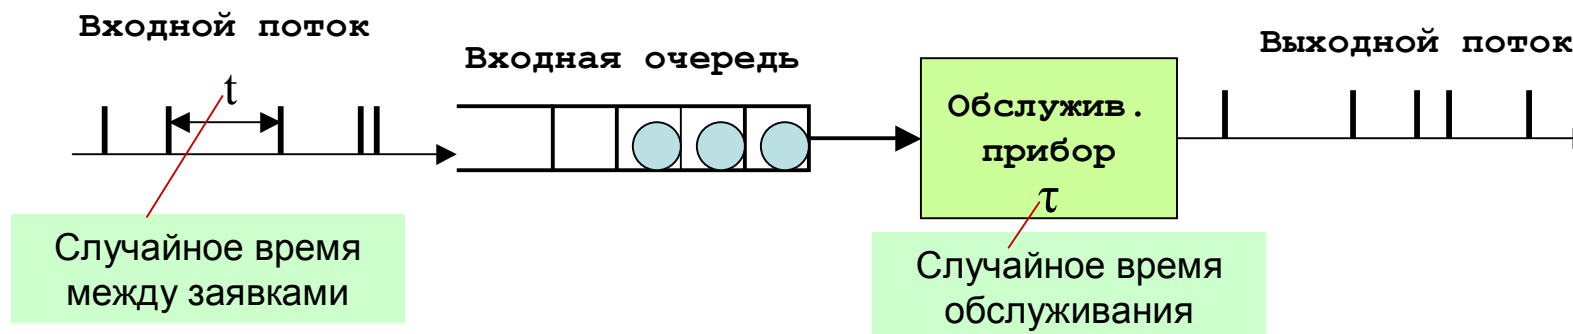 Входной поток
Входная очередь
Выходной поток
t
Обслужив.
прибор
τ
Случайное время
между заявками
Случайное время
обслуживания